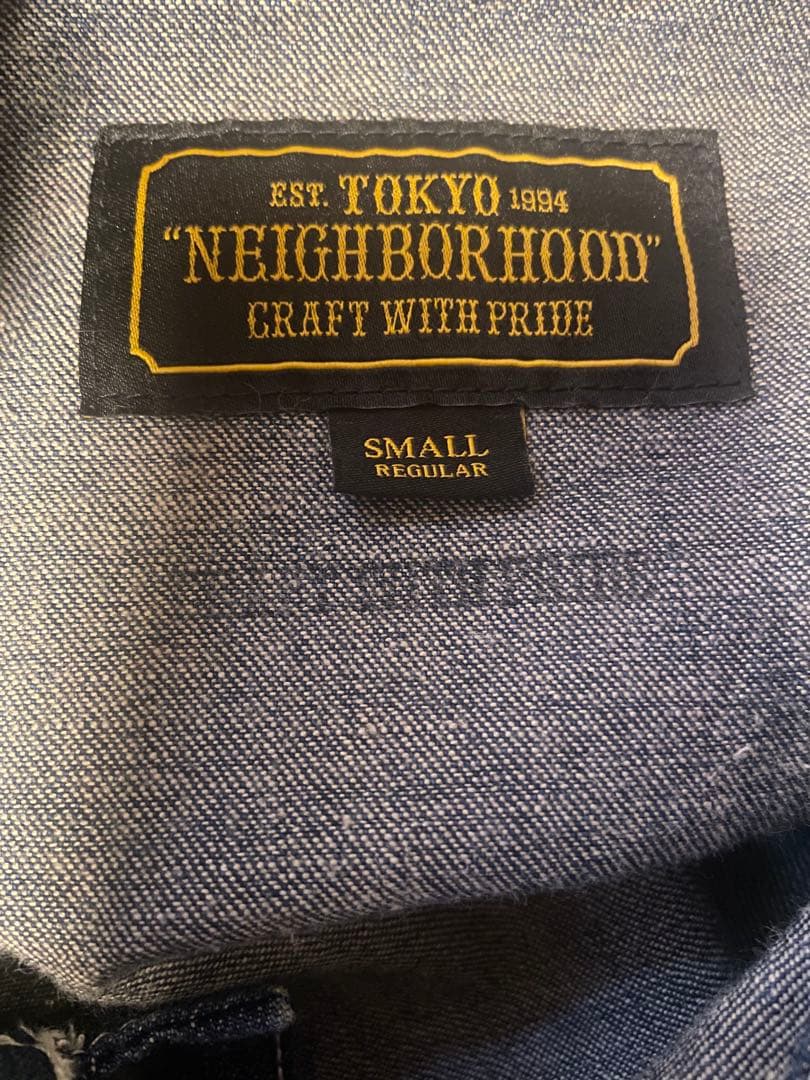 EST. TOKYO 1994
“NEIGHBORHOOD”
CRAFT WITH PRIDE
SMALL
REGULAR